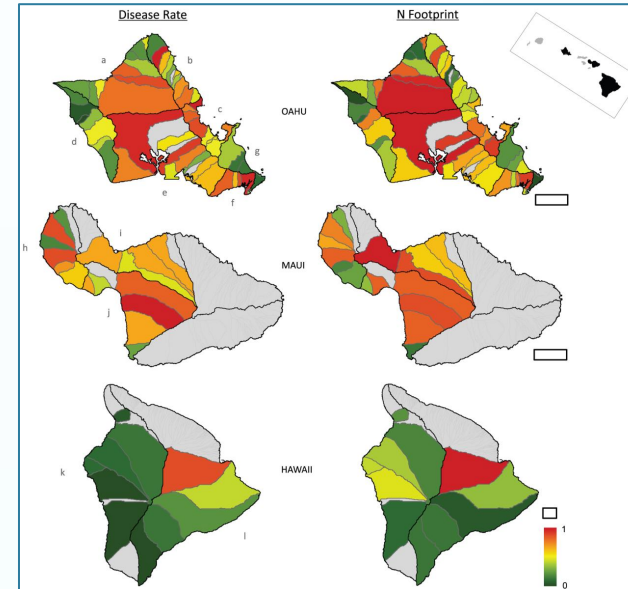 Disease Rate
N Footprint
a
b
OAHU
c
d
g
e
f
h
i
MAUI
j
k
HAWAII
l
1
0